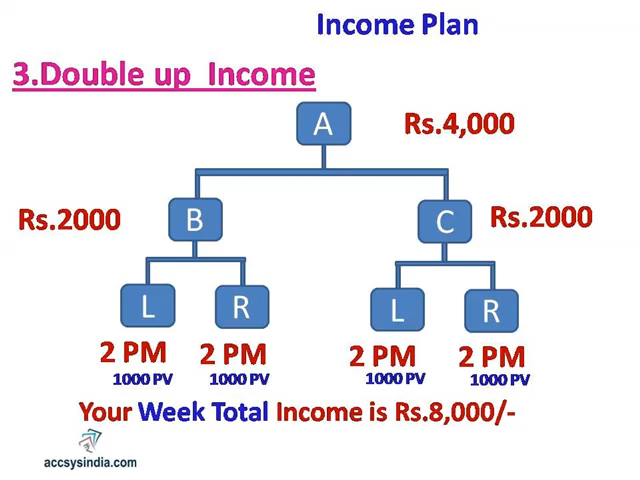 Income Plan
3.Double up Income
A
Rs.4,000
Rs.2000
B
C
Rs.2000
L
R
L
R
2 PM
2 PM
2 PM
2 PM
1000 PV
1000 PV
1000 PV
1000 PV
Your Week Total Income is Rs.8,000/-
accsysindia.com